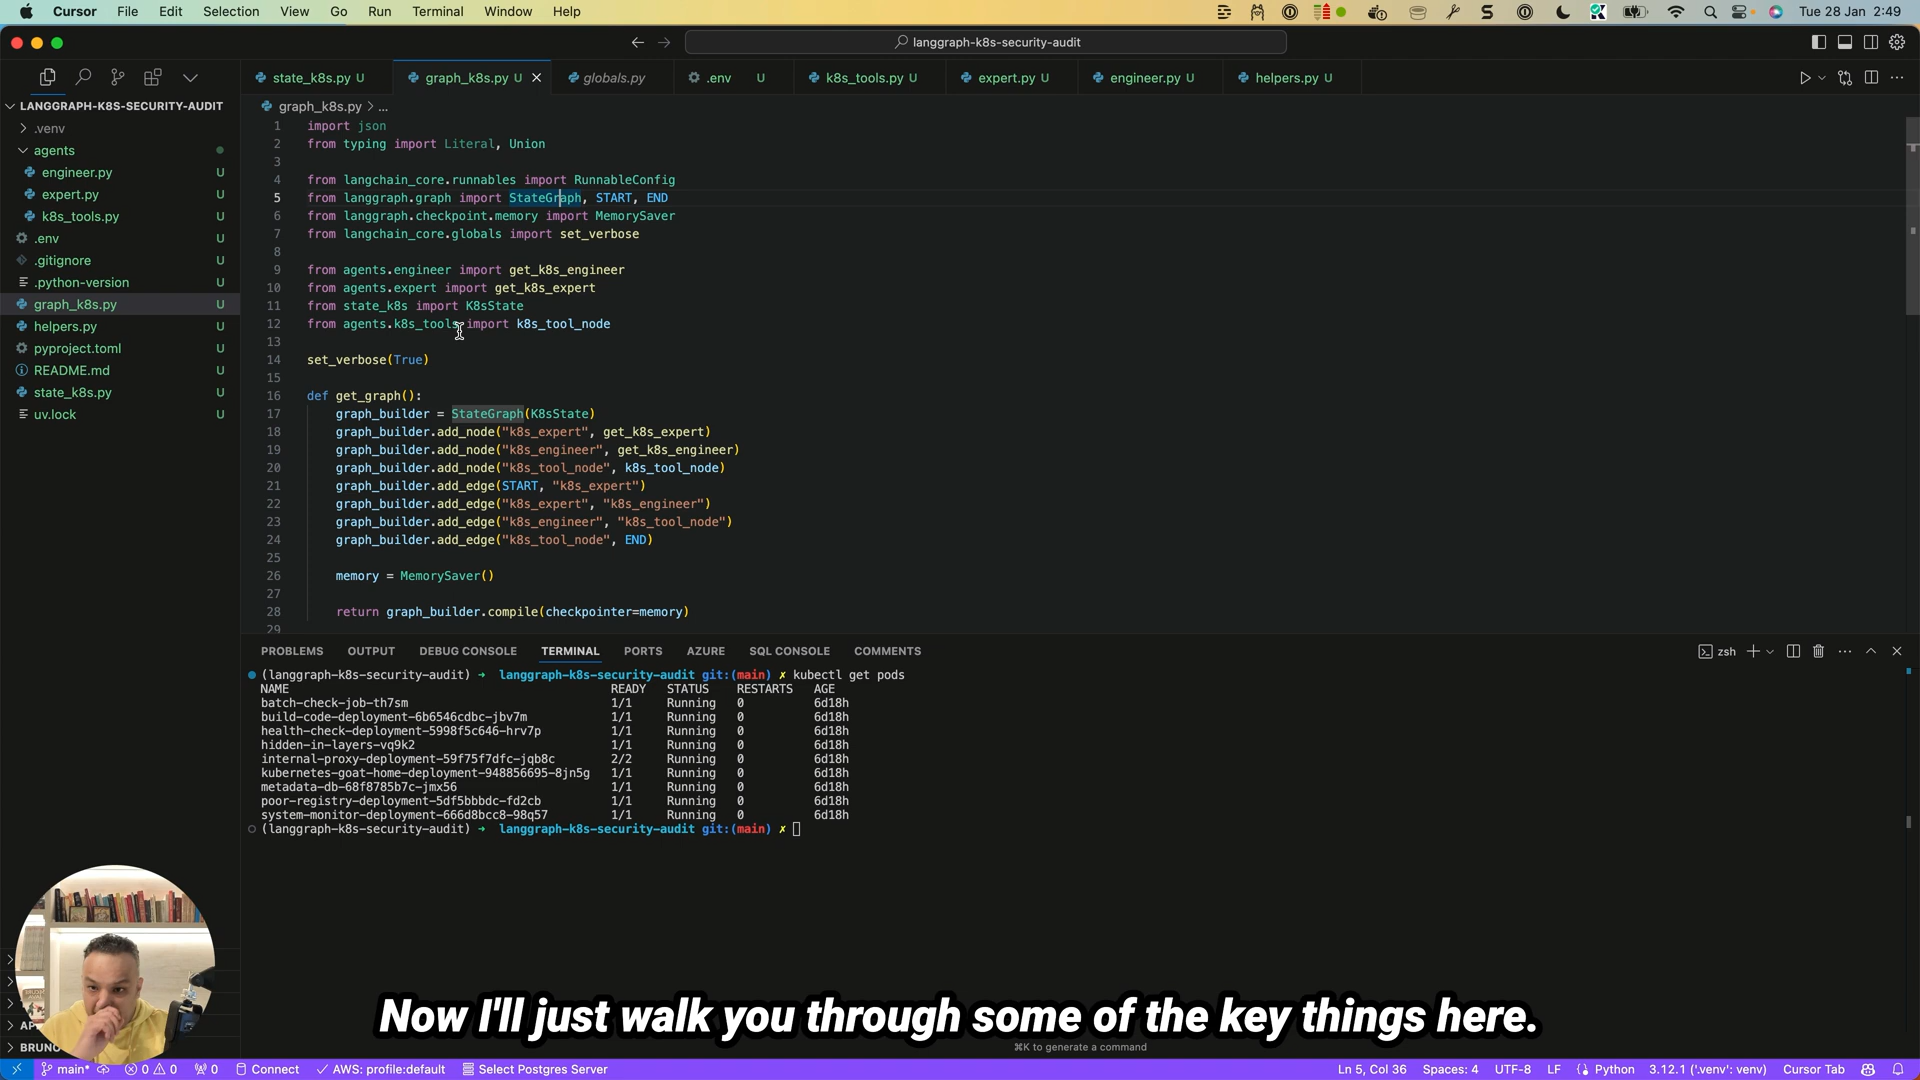 Cursor File Edit Selection View Go Run Terminal Window Help Tue 28 Jan 2:49
langgraph-k8s-security-audit
state_k8s.py U graph_k8s.py U globals.py .env U k8s_tools.py U expert.py U engineer.py U helpers.py U
LANGGRAPH-K8S-SECURITY-AUDIT
.venv
agents
engineer.py U
expert.py U
k8s_tools.py U
.env U
.gitignore U
.python-version U
graph_k8s.py U
helpers.py U
pyproject.toml U
README.md U
state_k8s.py U
uv.lock U
graph_k8s.py > ...
1 import json
2 from typing import Literal, Union
3
4 from langchain_core.runnables import RunnableConfig
5 from langgraph.graph import StateGraph, START, END
6 from langgraph.checkpoint.memory import MemorySaver
7 from langchain_core.globals import set_verbose
8
9 from agents.engineer import get_k8s_engineer
10 from agents.expert import get_k8s_expert
11 from state_k8s import K8sState
12 from agents.k8s_tools import k8s_tool_node
13
14 set_verbose(True)
15
16 def get_graph():
17 graph_builder = StateGraph(K8sState)
18 graph_builder.add_node("k8s_expert", get_k8s_expert)
19 graph_builder.add_node("k8s_engineer", get_k8s_engineer)
20 graph_builder.add_node("k8s_tool_node", k8s_tool_node)
21 graph_builder.add_edge(START, "k8s_expert")
22 graph_builder.add_edge("k8s_expert", "k8s_engineer")
23 graph_builder.add_edge("k8s_engineer", "k8s_tool_node")
24 graph_builder.add_edge("k8s_tool_node", END)
25
26 memory = MemorySaver()
27
28 return graph_builder.compile(checkpointer=memory)
29
PROBLEMS OUTPUT DEBUG CONSOLE TERMINAL PORTS AZURE SQL CONSOLE COMMENTS zsh
(langgraph-k8s-security-audit) → langgraph-k8s-security-audit git:(main) ✗ kubectl get pods
NAME READY STATUS RESTARTS AGE
batch-check-job-th7sm 1/1 Running 0 6d18h
build-code-deployment-6b6546cdbc-jbv7m 1/1 Running 0 6d18h
health-check-deployment-5998f5c646-hrv7p 1/1 Running 0 6d18h
hidden-in-layers-vq9k2 1/1 Running 0 6d18h
internal-proxy-deployment-59f75f7dfc-jqb8c 2/2 Running 0 6d18h
kubernetes-goat-home-deployment-948856695-8jn5g 1/1 Running 0 6d18h
metadata-db-68f8785b7c-jmx56 1/1 Running 0 6d18h
poor-registry-deployment-5df5bbbdc-fd2cb 1/1 Running 0 6d18h
system-monitor-deployment-666d8bcc8-98q57 1/1 Running 0 6d18h
(langgraph-k8s-security-audit) → langgraph-k8s-security-audit git:(main) ✗
Now I'll just walk you through some of the key things here.
⌘K to generate a command
BRUNO
main* 0 0 0 Connect AWS: profile:default Select Postgres Server Ln 5, Col 36 Spaces: 4 UTF-8 LF Python 3.12.1 ('.venv': venv) Cursor Tab